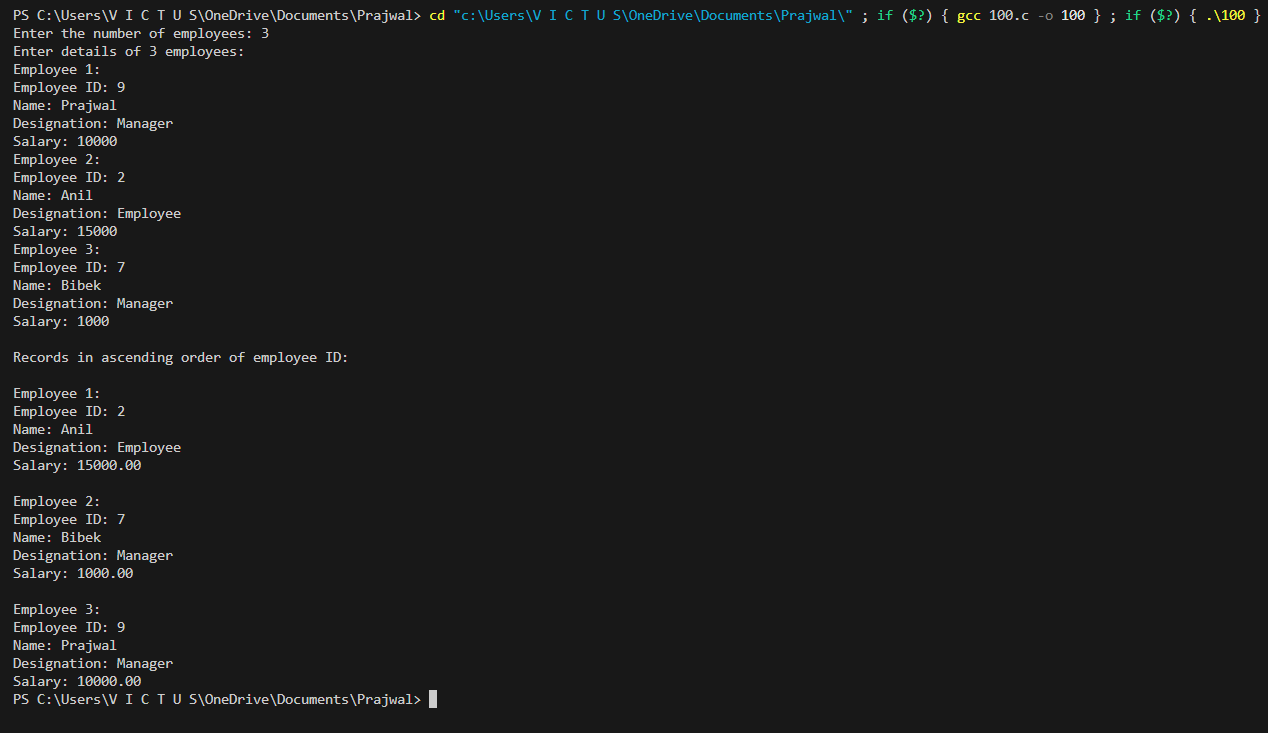 PS C:\Users\V I C T U S\OneDrive\Documents\Prajwal> cd "c:\Users\V I C T U S\OneDrive\Documents\Prajwal\" ; if ($?) { gcc 100.c -o 100 } ; if ($?) { .\100 }
Enter the number of employees: 3
Enter details of 3 employees:
Employee 1:
Employee ID: 9
Name: Prajwal
Designation: Manager
Salary: 10000
Employee 2:
Employee ID: 2
Name: Anil
Designation: Employee
Salary: 15000
Employee 3:
Employee ID: 7
Name: Bibek
Designation: Manager
Salary: 1000

Records in ascending order of employee ID:

Employee 1:
Employee ID: 2
Name: Anil
Designation: Employee
Salary: 15000.00

Employee 2:
Employee ID: 7
Name: Bibek
Designation: Manager
Salary: 1000.00

Employee 3:
Employee ID: 9
Name: Prajwal
Designation: Manager
Salary: 10000.00
PS C:\Users\V I C T U S\OneDrive\Documents\Prajwal>